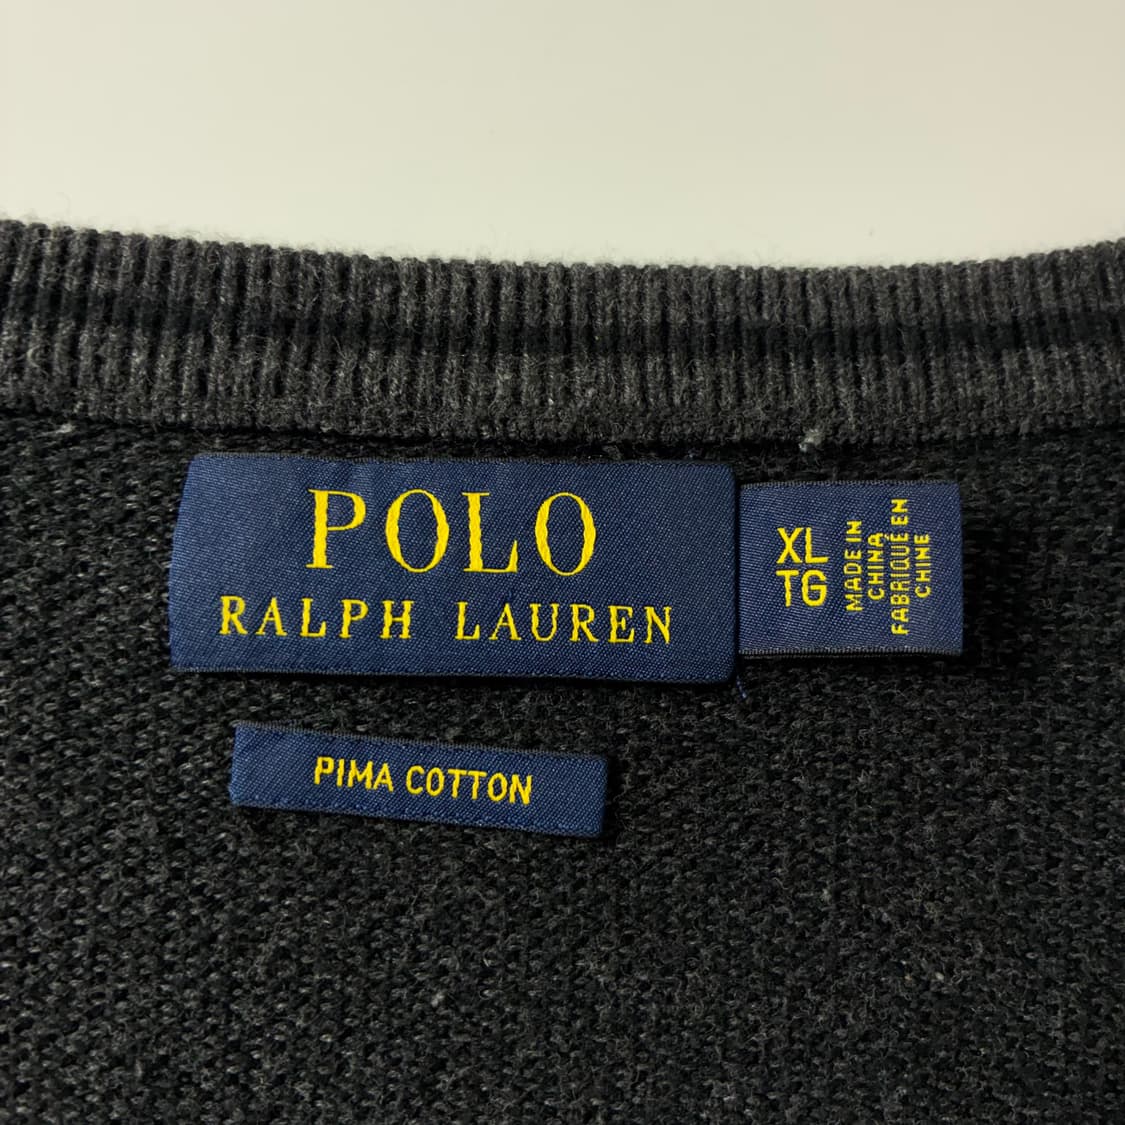 POLO
RALPH LAUREN
XL
TG
MADE IN
CHINA
FABRIQUÉ EN
CHINE
PIMA COTTON